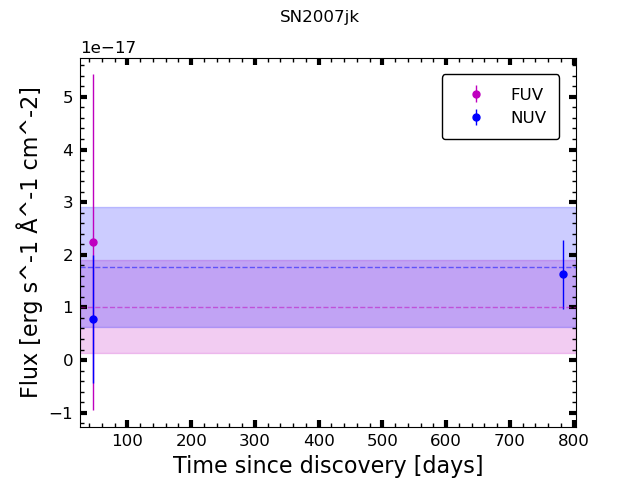 SN2007jk
1e−17
5
4
3
2
1
0
−1
FUV
NUV
Flux [erg s^-1 Å^-1 cm^-2]
100 200 300 400 500 600 700 800
Time since discovery [days]